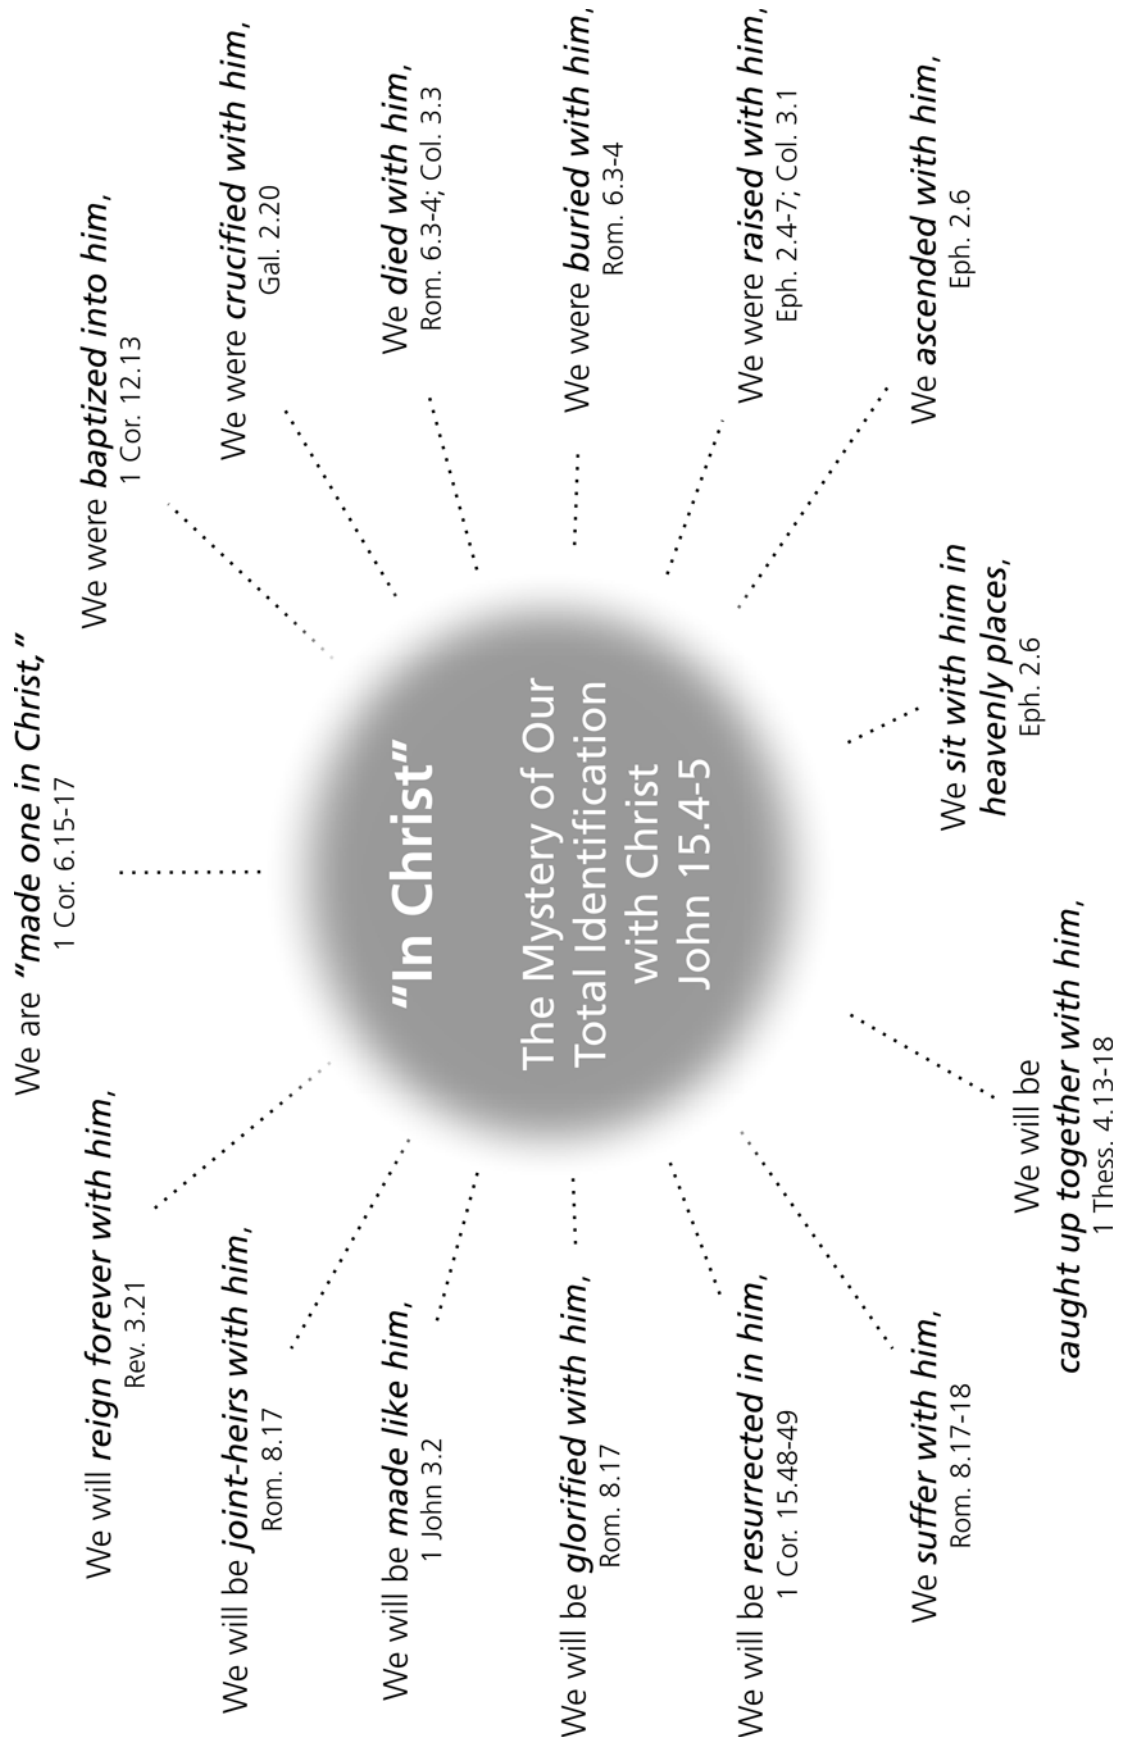 We are “made one in Christ,”
1 Cor. 6.15-17
We were baptized into him,
1 Cor. 12.13
We were crucified with him,
Gal. 2.20
We died with him,
Rom. 6.3-4; Col. 3.3
We were buried with him,
Rom. 6.3-4
We were raised with him,
Eph. 2.4-7; Col. 3.1
We ascended with him,
Eph. 2.6
We sit with him in
heavenly places,
Eph. 2.6
We will be
caught up together with him,
1 Thess. 4.13-18
We suffer with him,
Rom. 8.17-18
We will be resurrected in him,
1 Cor. 15.48-49
We will be glorified with him,
Rom. 8.17
We will be made like him,
1 John 3.2
We will be joint-heirs with him,
Rom. 8.17
We will reign forever with him,
Rev. 3.21
“In Christ”
The Mystery of Our
Total Identification
with Christ
John 15.4-5